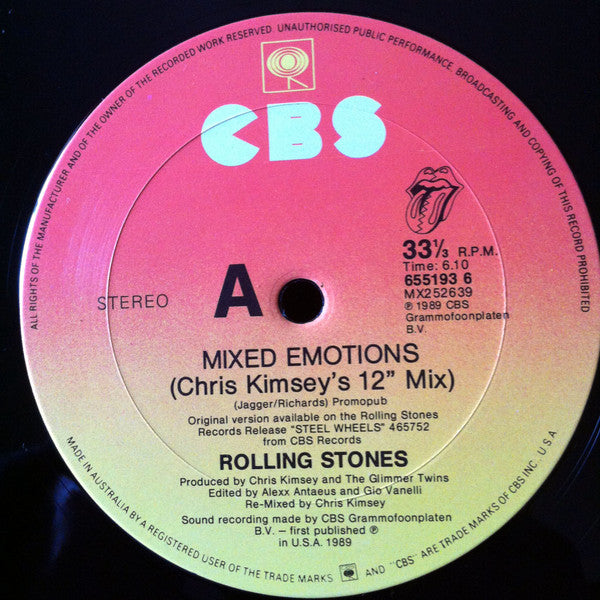 ALL RIGHTS OF THE MANUFACTURER AND OF THE OWNER OF THE RECORDED WORK RESERVED. UNAUTHORISED PUBLIC PERFORMANCE, BROADCASTING AND COPYING OF THIS RECORD PROHIBITED
CBS
33⅓ R.P.M.
Time: 6.10
655193 6
MX252639
℗ 1989 CBS
Grammofoonplaten
B.V.
STEREO
A
MIXED EMOTIONS
(Chris Kimsey's 12" Mix)
(Jagger/Richards) Promopub
Original version available on the Rolling Stones
Records Release "STEEL WHEELS" 465752
from CBS Records
ROLLING STONES
Produced by Chris Kimsey and The Glimmer Twins
Edited by Alexx Antaeus and Gio Vanelli
Re-Mixed by Chris Kimsey
Sound recording made by CBS Grammofoonplaten
B.V. – first published ℗
in U.S.A. 1989
MADE IN AUSTRALIA BY A REGISTERED USER OF THE TRADE MARKS AND "CBS" ARE TRADE MARKS OF CBS INC. U.S.A